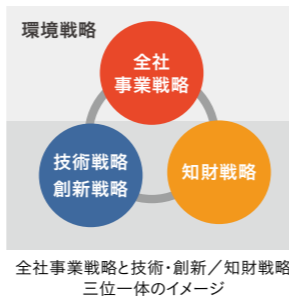 環境戦略
全社
事業戦略
技術戦略
創新戦略
知財戦略
全社事業戦略と技術・創新／知財戦略
三位一体のイメージ